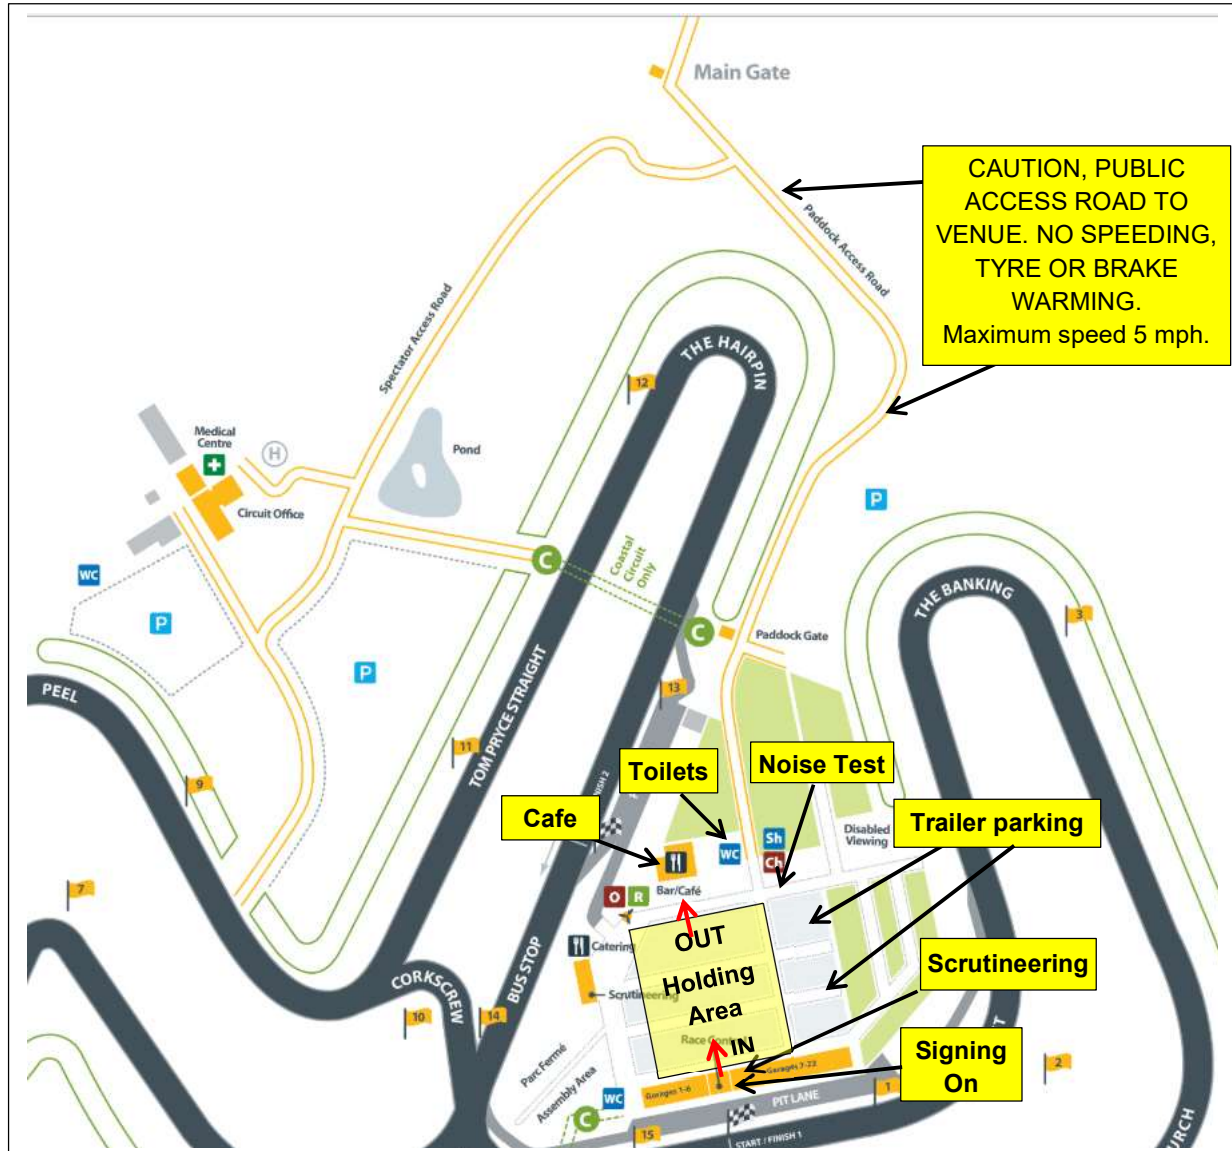 Main Gate
CAUTION, PUBLIC
ACCESS ROAD TO
VENUE. NO SPEEDING,
TYRE OR BRAKE
WARMING.
Maximum speed 5 mph.
Paddock Access Road
Spectator Access Road
THE HAIRPIN
12
Medical
Centre
H
Pond
Circuit Office
P
C
Coastal
Circuit
Only
THE BANKING
WC
3
P
C
Paddock Gate
P
PEEL
TOM PRYCE STRAIGHT
13
11
9
Toilets
Noise Test
Cafe
Trailer parking
Disabled
Viewing
Sh
WC
Ch
7
Bar/Café
O R
OUT
Catering
BUS STOP
Holding
Area
Scrutineering
Scrutineering
CORKSCREW
10
14
IN
Signing
On
Parc Fermé
Assembly Area
Garages 1-6
Garages 7-22
2
1
WC
PIT LANE
C
15
START / FINISH 1